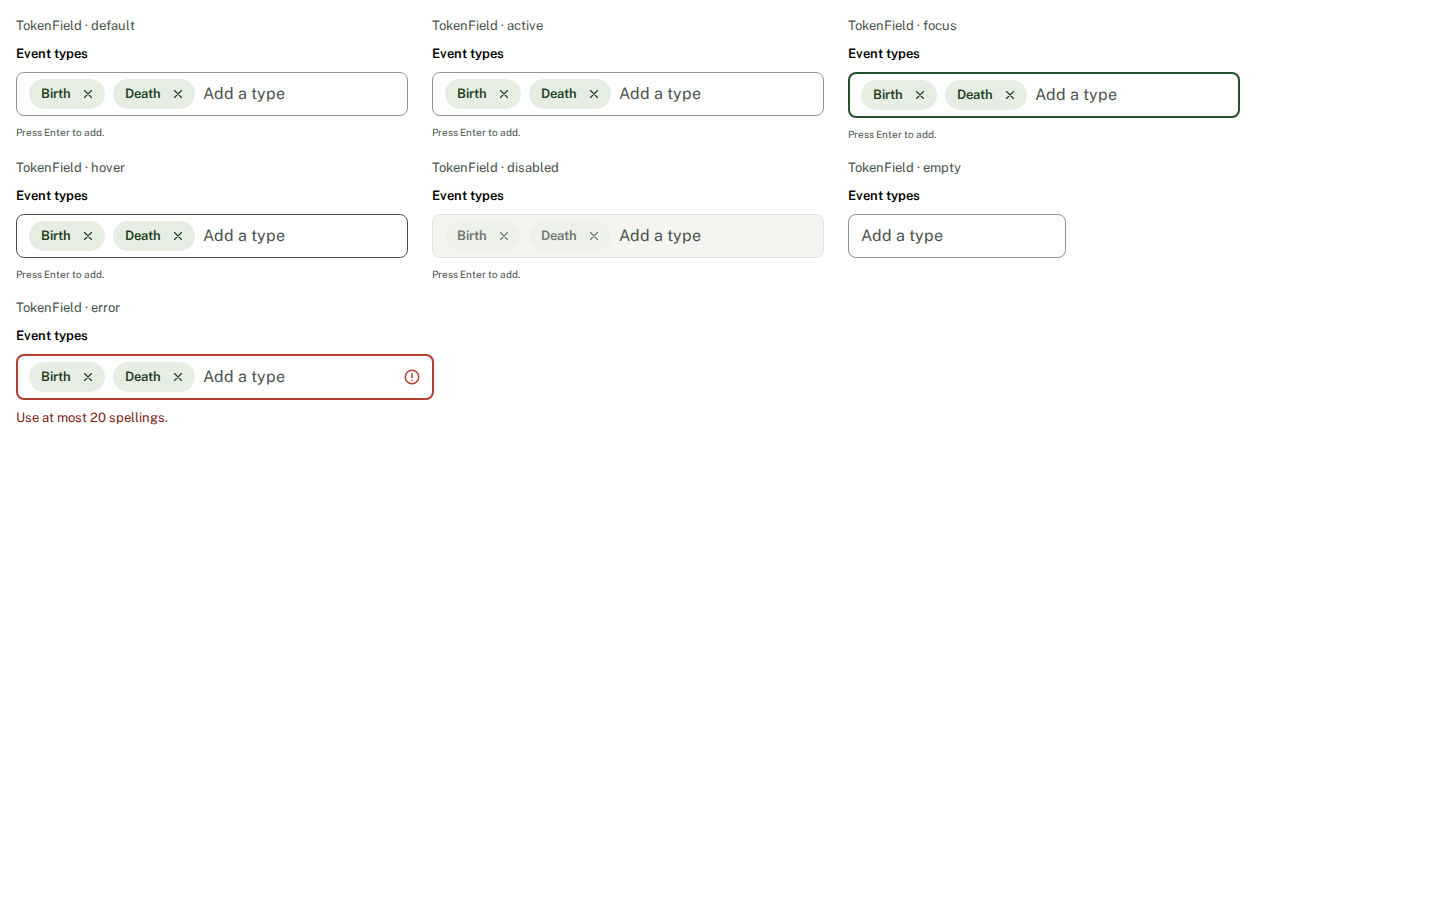 TokenField · default
Event types
Birth
Death
Add a type
Press Enter to add.
TokenField · active
Event types
Birth
Death
Add a type
Press Enter to add.
TokenField · focus
Event types
Birth
Death
Add a type
Press Enter to add.
TokenField · hover
Event types
Birth
Death
Add a type
Press Enter to add.
TokenField · disabled
Event types
Birth
Death
Add a type
Press Enter to add.
TokenField · empty
Event types
Add a type
TokenField · error
Event types
Birth
Death
Add a type
Use at most 20 spellings.